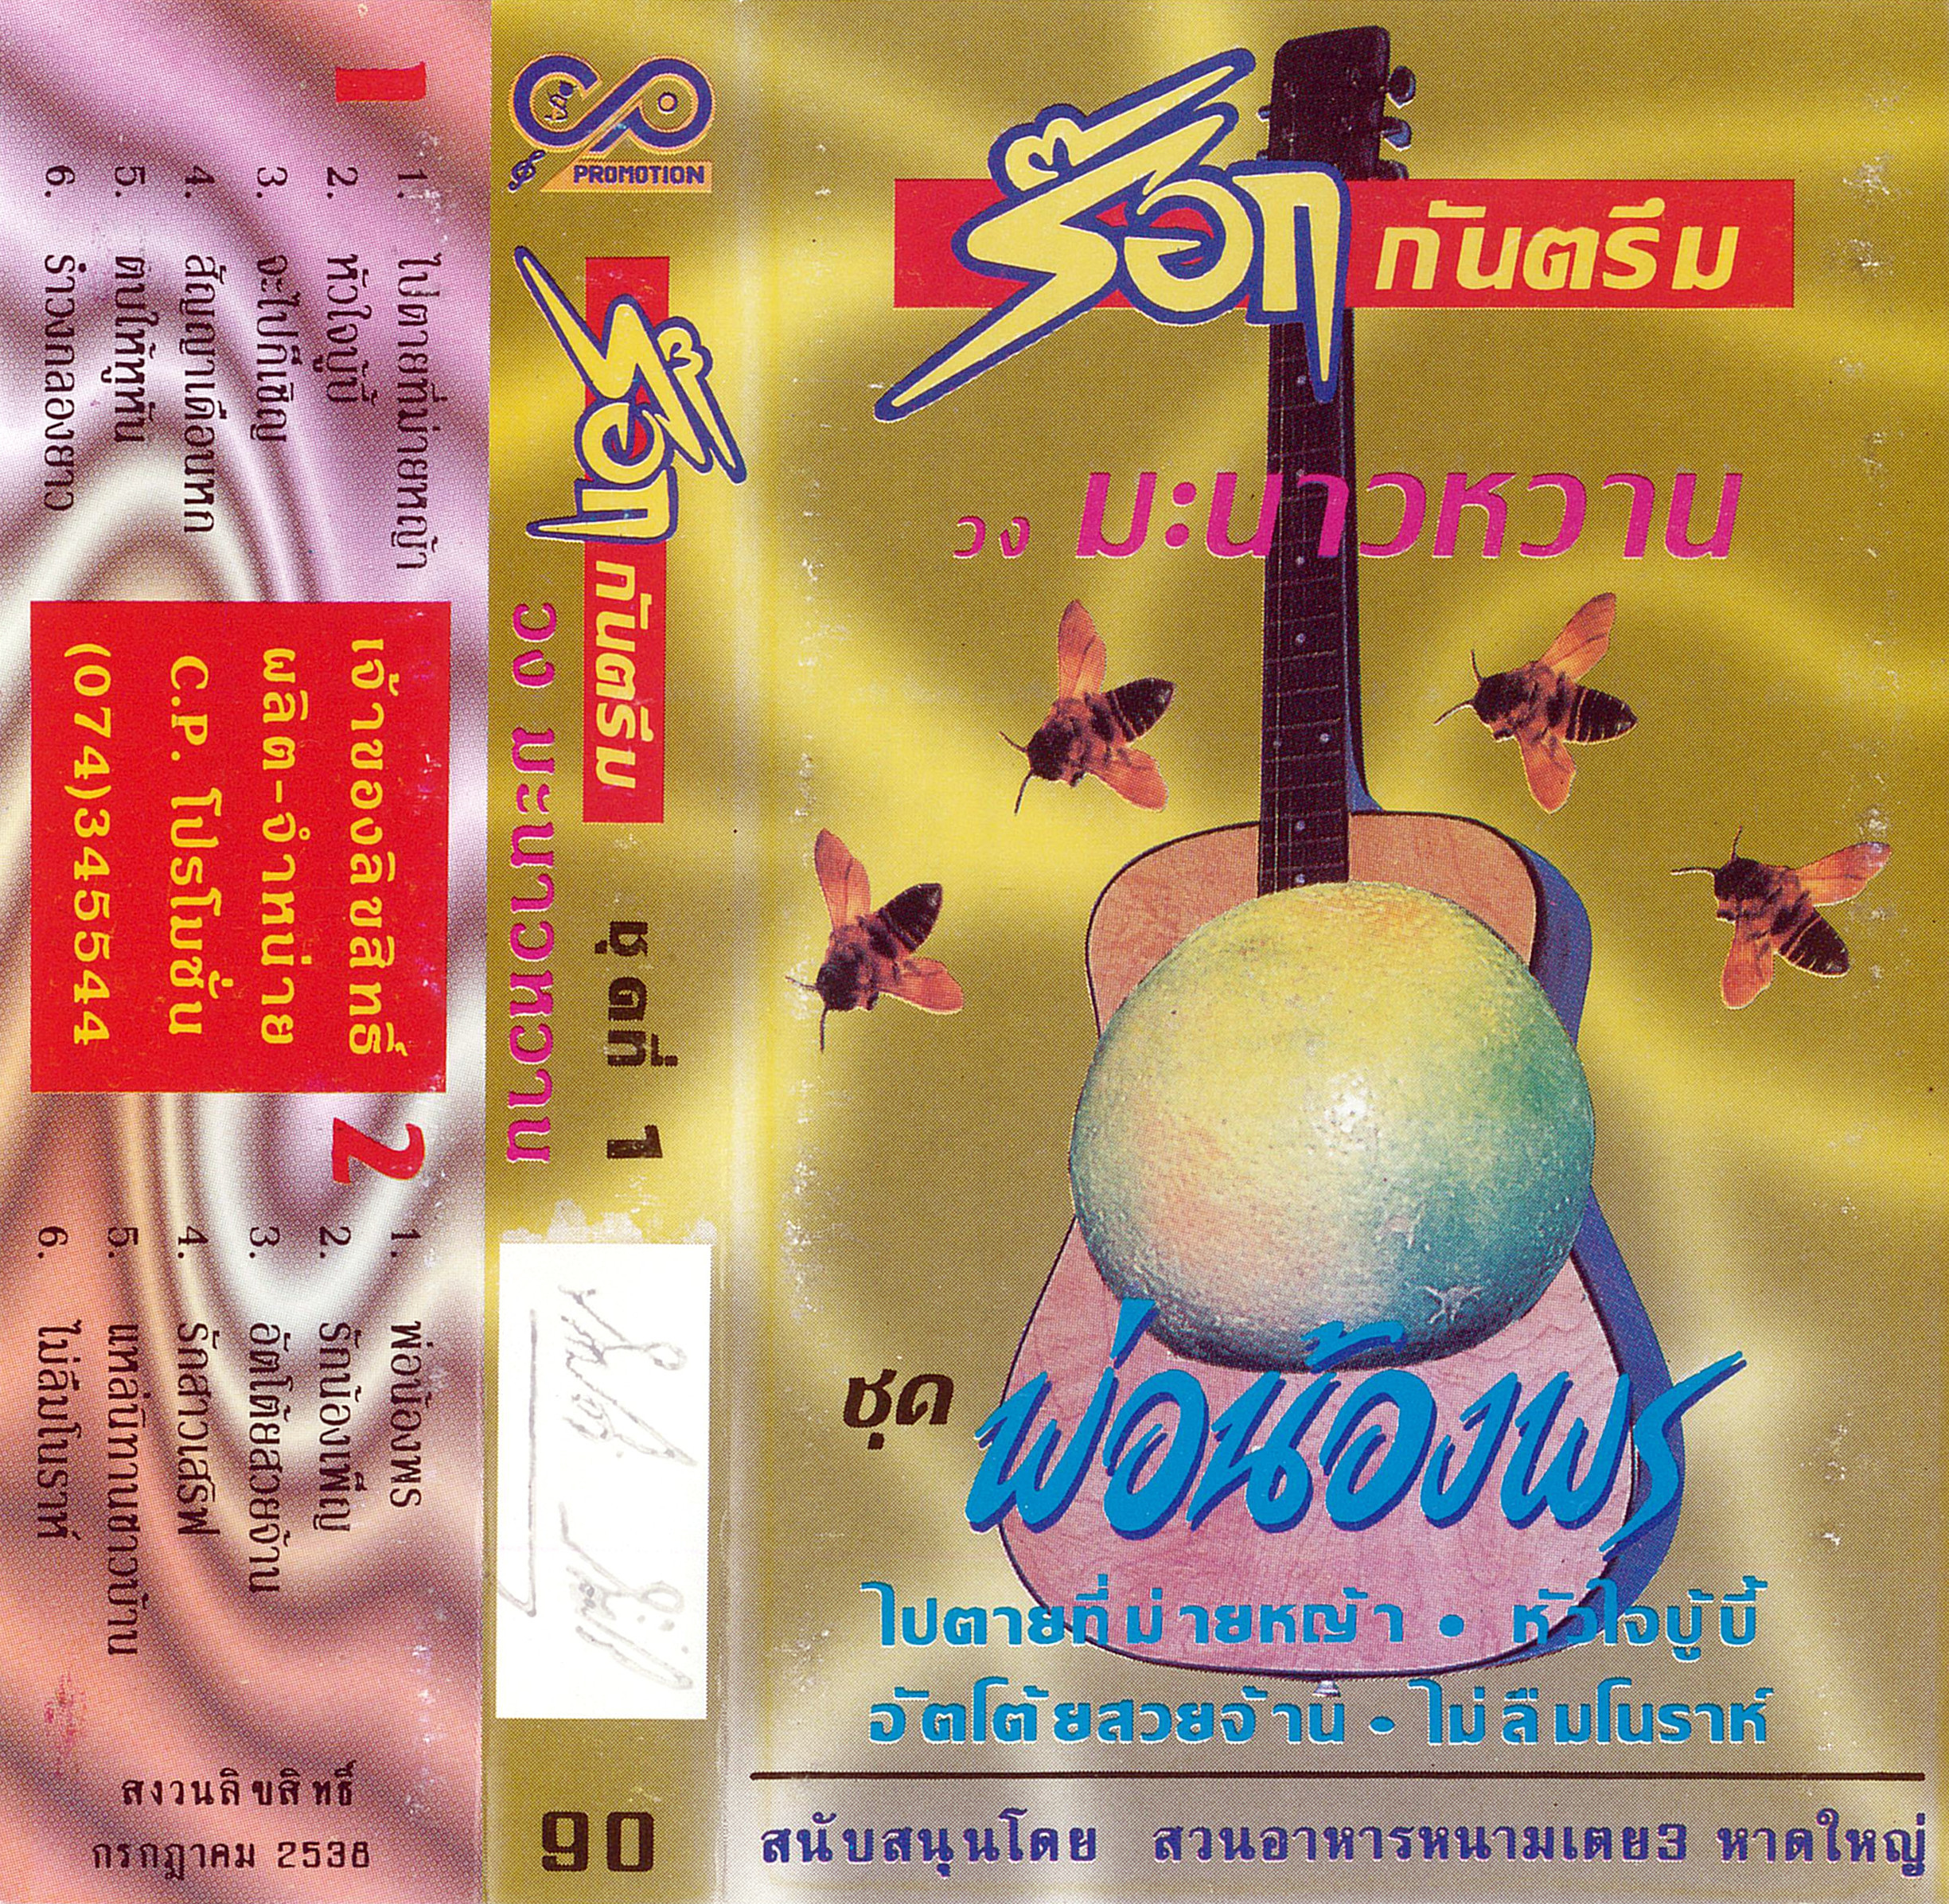 ร็อก กันตรึม
วง มะนาวหวาน
ชุด พ่อน้องพร
ไปตายที่ม่ายหญ้า • หัวใจบู้บี้
อัตโต้ยสวยจ้าน • ไม่ลืมโนราห์
สนับสนุนโดย สวนอาหารหนามเตย3 หาดใหญ่
PROMOTION
ร็อก กันตรึม
วง มะนาวหวาน
ชุดที่ 1
90
1
1. ไปตายที่ม่ายหญ้า
2. หัวใจบู้บี้
3. จะไปก็เชิญ
4. สัญญาเดือนหก
5. ตบให้หูทัน
6. รำวงกลองยาว
เจ้าของลิขสิทธิ์
ผลิต-จำหน่าย
C.P. โปรโมชั่น
(074)345544
2
1. พ่อน้องพร
2. รักน้องเพ็ญ
3. อัตโต้ยสวยจ้าน
4. รักสาวเสริฟ
5. แหล่นิทานชาวบ้าน
6. ไม่ลืมโนราห์
สงวนลิขสิทธิ์
กรกฎาคม 2538